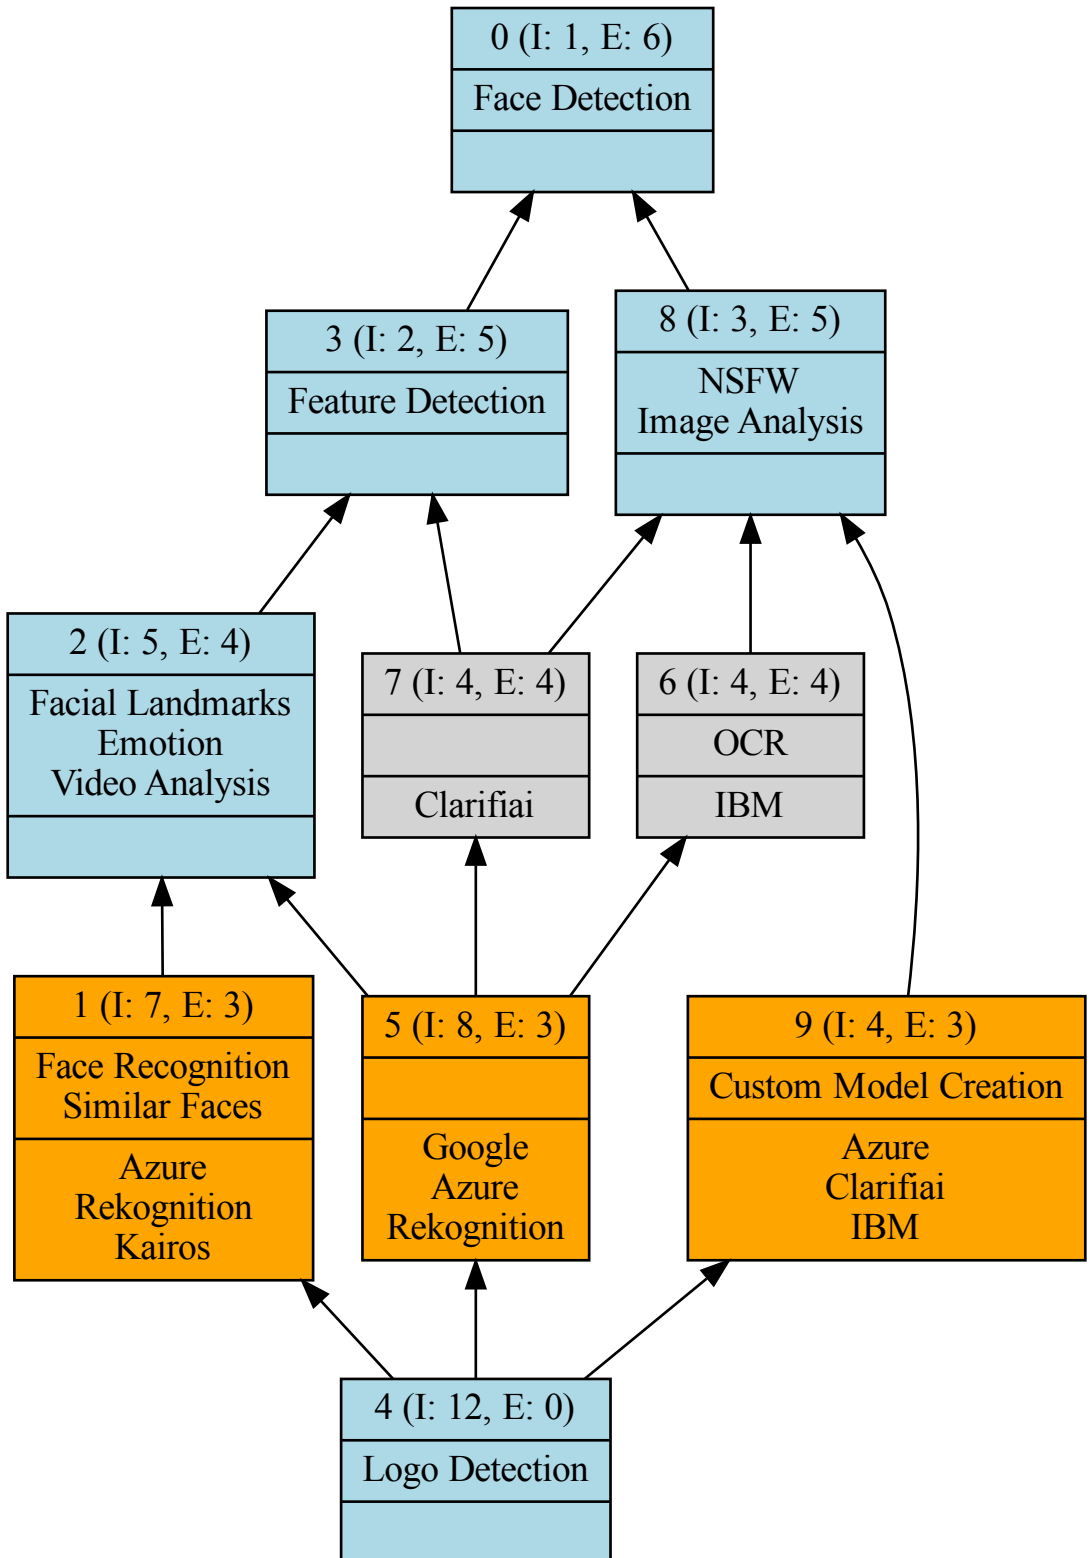 0 (I: 1, E: 6)
Face Detection
3 (I: 2, E: 5)
Feature Detection
8 (I: 3, E: 5)
NSFW
Image Analysis
2 (I: 5, E: 4)
Facial Landmarks
Emotion
Video Analysis
7 (I: 4, E: 4)
Clarifiai
6 (I: 4, E: 4)
OCR
IBM
1 (I: 7, E: 3)
Face Recognition
Similar Faces
Azure
Rekognition
Kairos
5 (I: 8, E: 3)
Google
Azure
Rekognition
9 (I: 4, E: 3)
Custom Model Creation
Azure
Clarifiai
IBM
4 (I: 12, E: 0)
Logo Detection